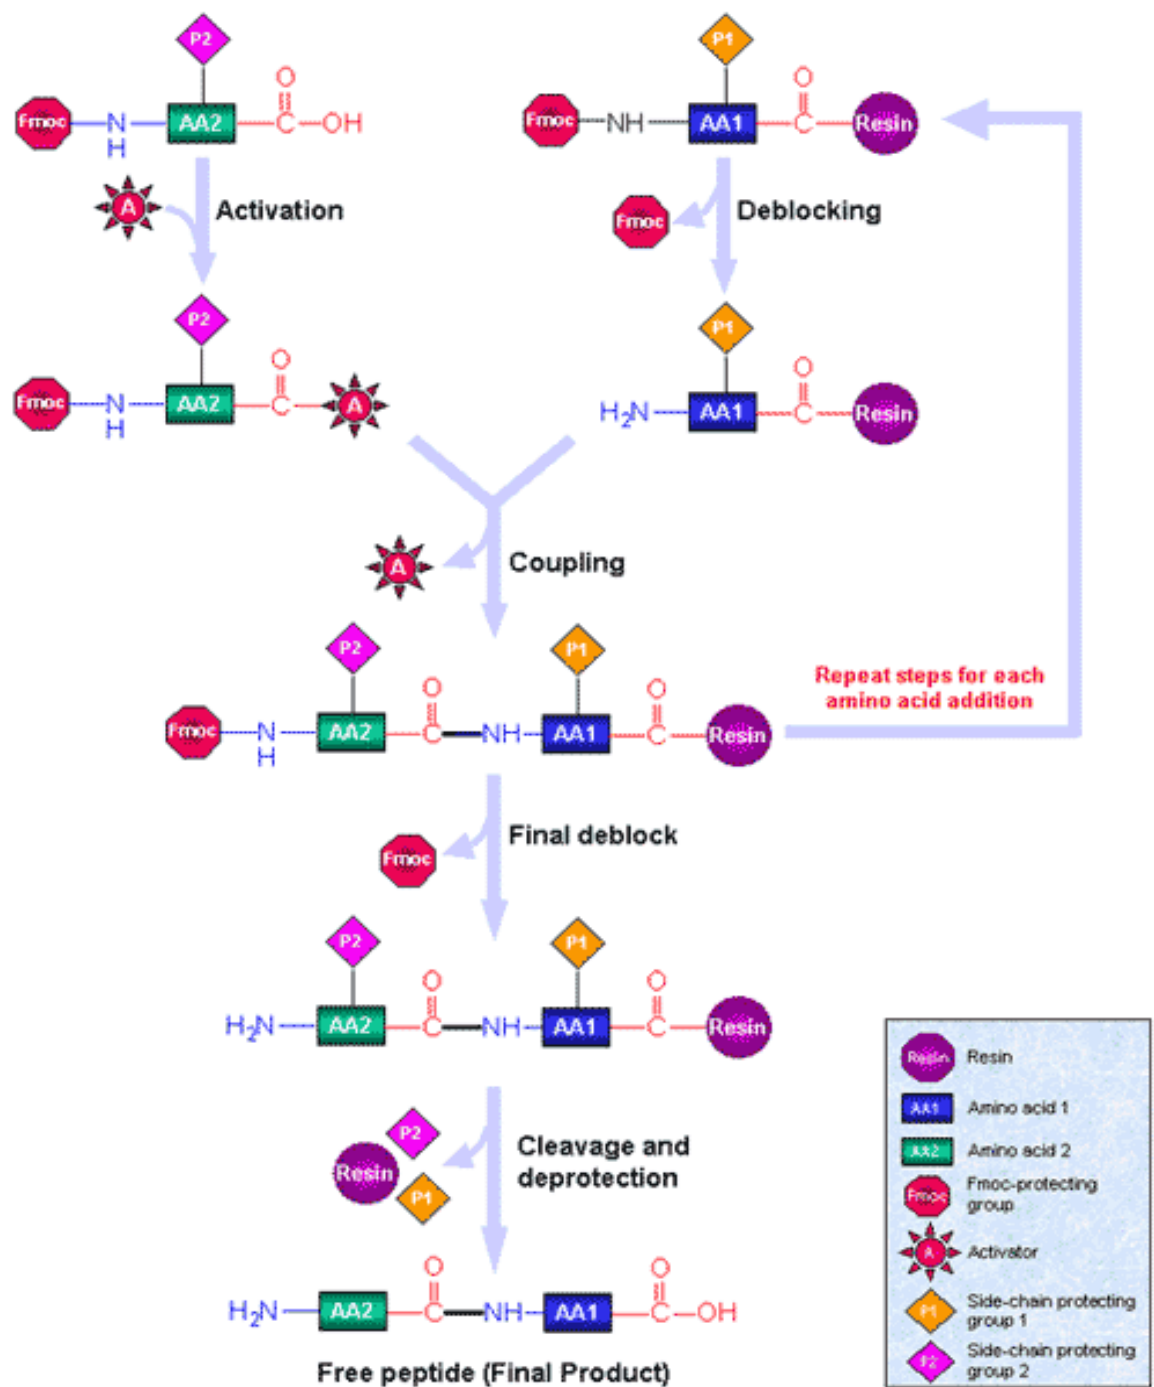 P2
P1
Fmoc
N
H
AA2
O
C
OH
Fmoc
NH
AA1
O
C
Resin
A
Activation
Fmoc
Deblocking
P2
P1
Fmoc
N
H
AA2
O
C
A
H2N
AA1
O
C
Resin
A
Coupling
P2
P1
Repeat steps for each
amino acid addition
Fmoc
N
H
AA2
O
C
NH
AA1
O
C
Resin
Fmoc
Final deblock
P2
P1
H2N
AA2
O
C
NH
AA1
O
C
Resin
P2
Resin
P1
Cleavage and
deprotection
H2N
AA2
O
C
NH
AA1
O
C
OH
Free peptide (Final Product)
Resin Resin
AA1 Amino acid 1
AA2 Amino acid 2
Fmoc Fmoc-protecting
group
A Activator
P1 Side-chain protecting
group 1
P2 Side-chain protecting
group 2